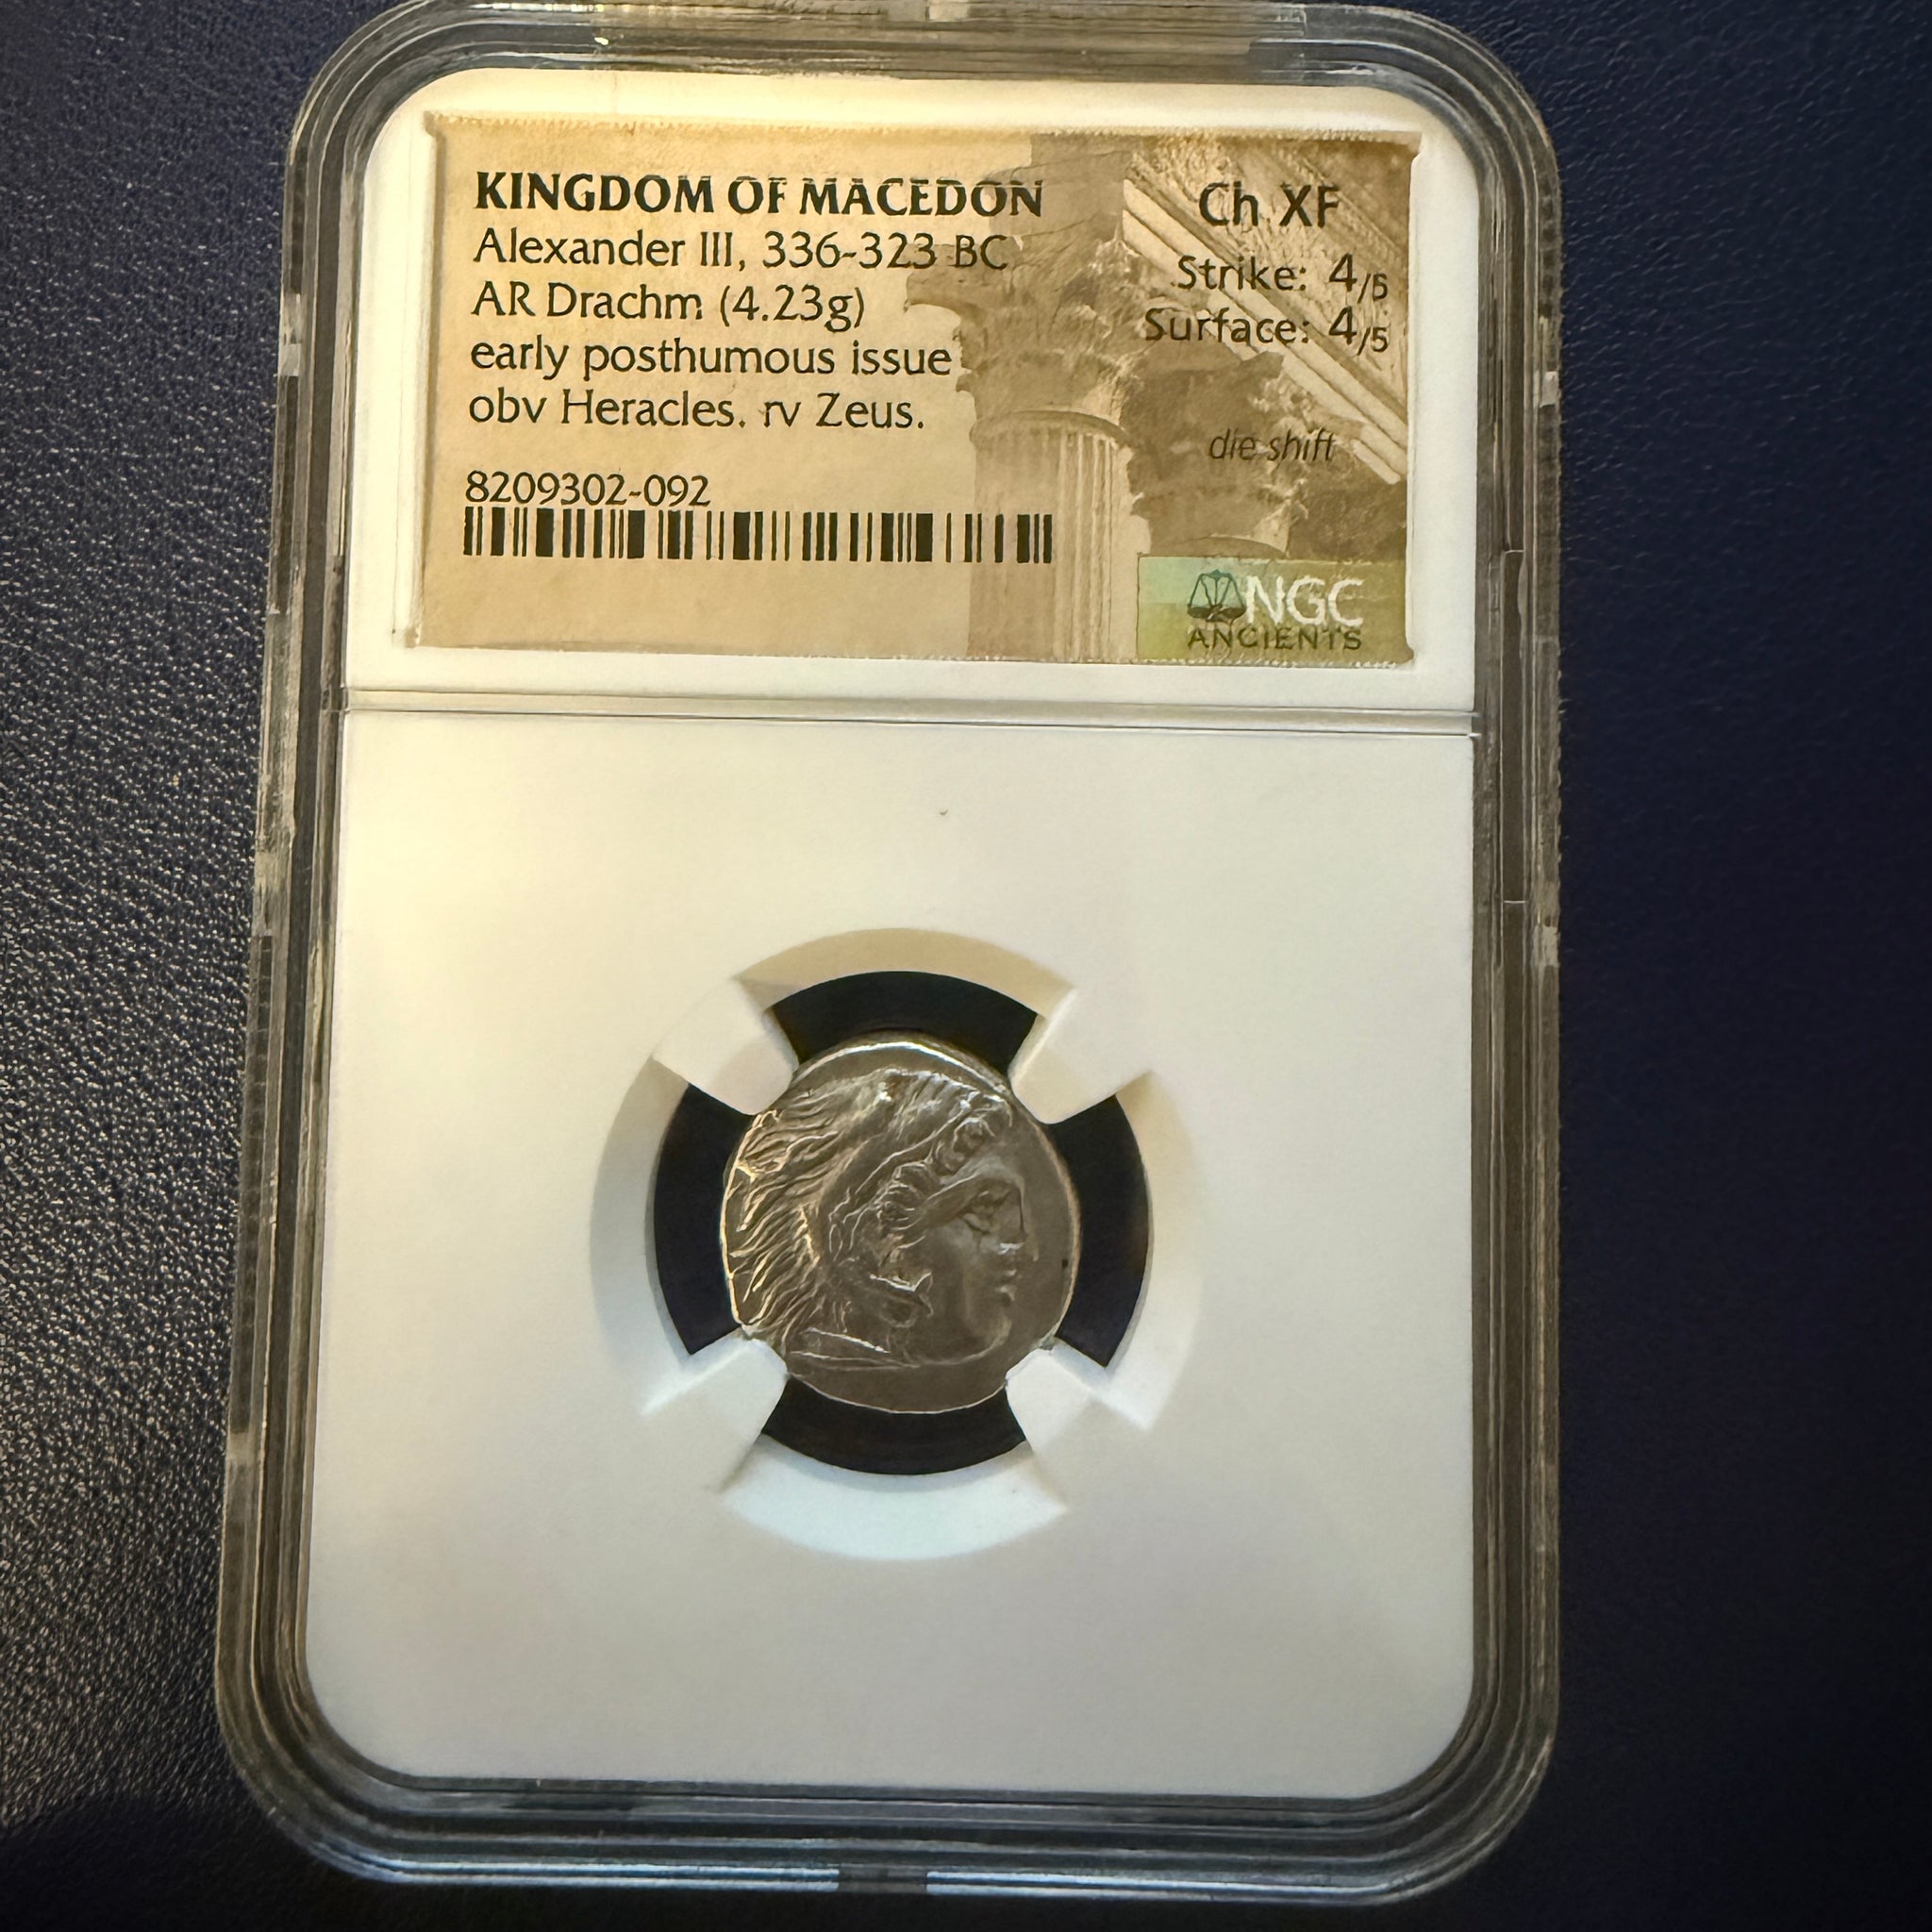 KINGDOM OF MACEDON
Alexander III, 336-323 BC
AR Drachm (4.23g)
early posthumous issue
obv Heracles. rv Zeus.
8209302-092
Ch XF
Strike: 4/5
Surface: 4/5
die shift
NGC
ANCIENTS